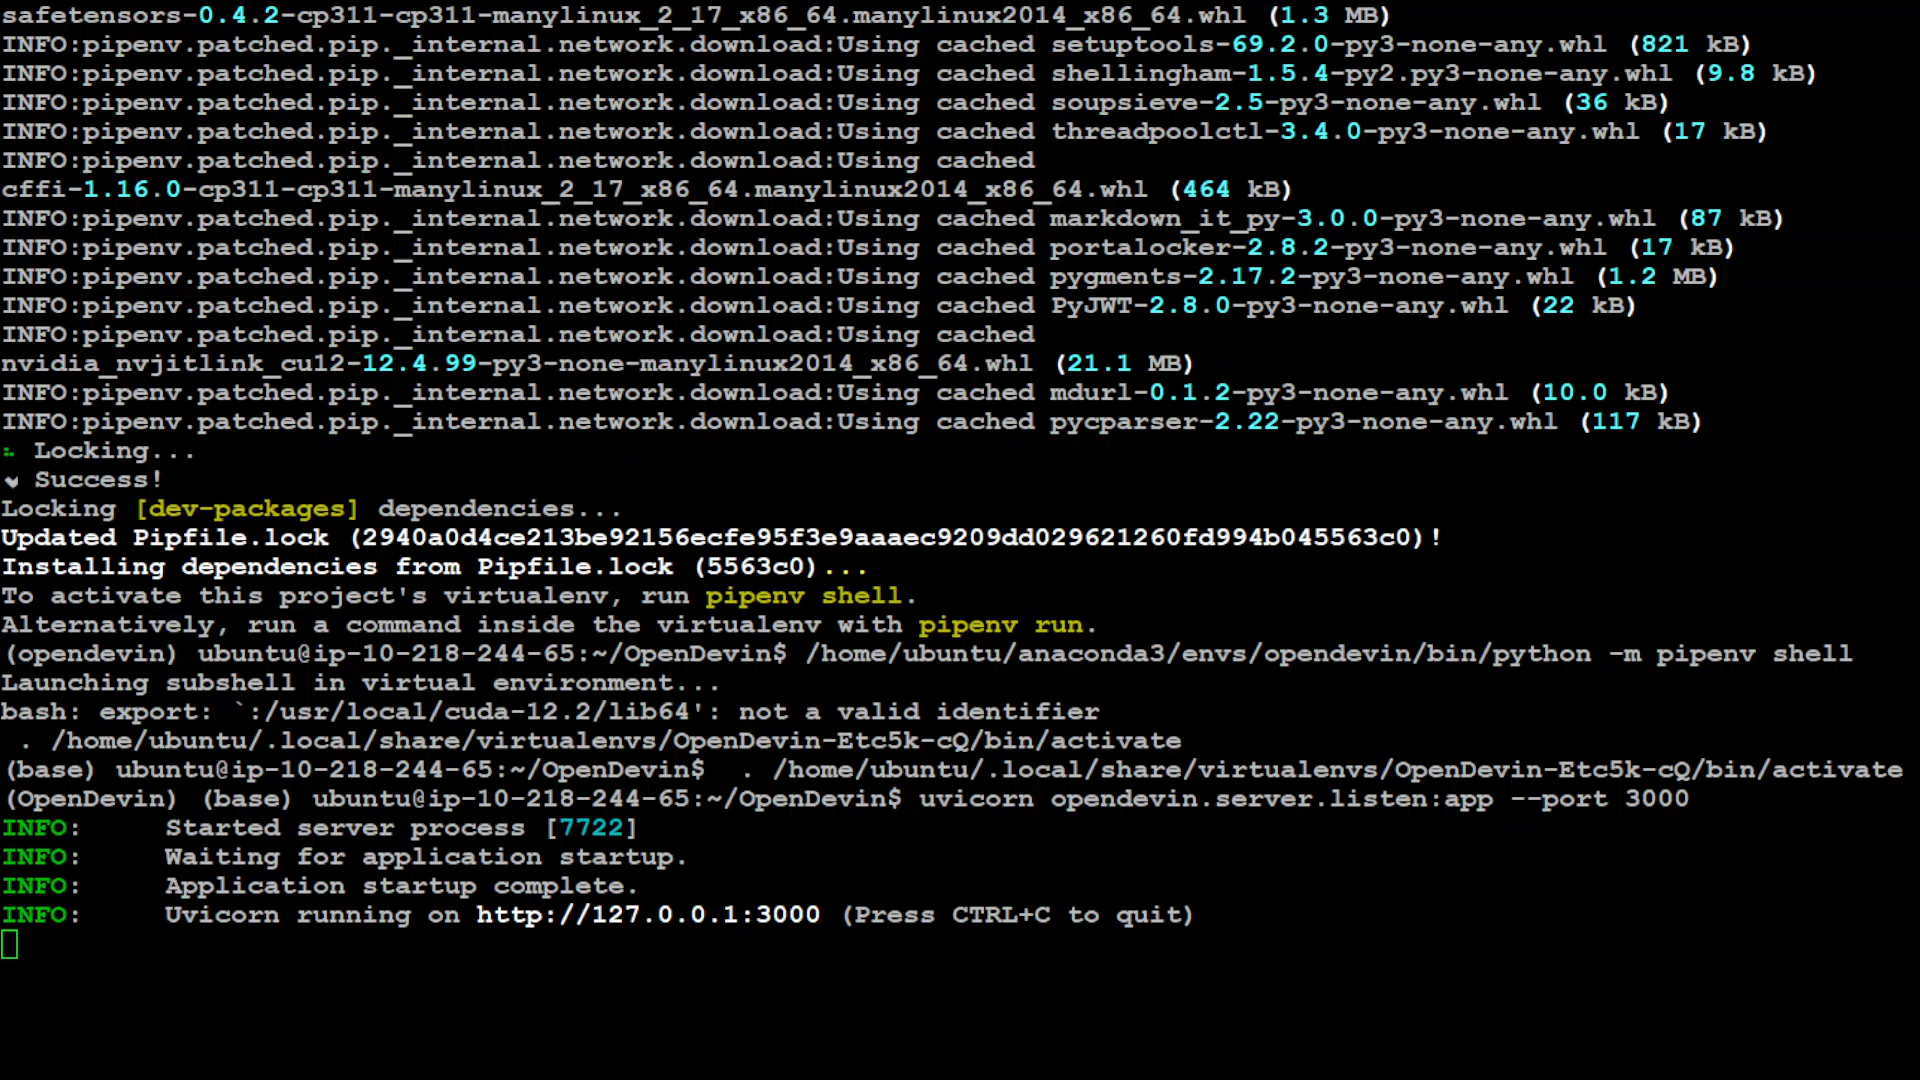 safetensors-0.4.2-cp311-cp311-manylinux_2_17_x86_64.manylinux2014_x86_64.whl (1.3 MB)
INFO:pipenv.patched.pip._internal.network.download:Using cached setuptools-69.2.0-py3-none-any.whl (821 kB)
INFO:pipenv.patched.pip._internal.network.download:Using cached shellingham-1.5.4-py2.py3-none-any.whl (9.8 kB)
INFO:pipenv.patched.pip._internal.network.download:Using cached soupsieve-2.5-py3-none-any.whl (36 kB)
INFO:pipenv.patched.pip._internal.network.download:Using cached threadpoolctl-3.4.0-py3-none-any.whl (17 kB)
INFO:pipenv.patched.pip._internal.network.download:Using cached
cffi-1.16.0-cp311-cp311-manylinux_2_17_x86_64.manylinux2014_x86_64.whl (464 kB)
INFO:pipenv.patched.pip._internal.network.download:Using cached markdown_it_py-3.0.0-py3-none-any.whl (87 kB)
INFO:pipenv.patched.pip._internal.network.download:Using cached portalocker-2.8.2-py3-none-any.whl (17 kB)
INFO:pipenv.patched.pip._internal.network.download:Using cached pygments-2.17.2-py3-none-any.whl (1.2 MB)
INFO:pipenv.patched.pip._internal.network.download:Using cached PyJWT-2.8.0-py3-none-any.whl (22 kB)
INFO:pipenv.patched.pip._internal.network.download:Using cached
nvidia_nvjitlink_cu12-12.4.99-py3-none-manylinux2014_x86_64.whl (21.1 MB)
INFO:pipenv.patched.pip._internal.network.download:Using cached mdurl-0.1.2-py3-none-any.whl (10.0 kB)
INFO:pipenv.patched.pip._internal.network.download:Using cached pycparser-2.22-py3-none-any.whl (117 kB)
Locking...
Success!
Locking [dev-packages] dependencies...
Updated Pipfile.lock (2940a0d4ce213be92156ecfe95f3e9aaaec9209dd029621260fd994b045563c0)!
Installing dependencies from Pipfile.lock (5563c0)...
To activate this project's virtualenv, run pipenv shell.
Alternatively, run a command inside the virtualenv with pipenv run.
(opendevin) ubuntu@ip-10-218-244-65:~/OpenDevin$ /home/ubuntu/anaconda3/envs/opendevin/bin/python -m pipenv shell
Launching subshell in virtual environment...
bash: export: `:/usr/local/cuda-12.2/lib64': not a valid identifier
 . /home/ubuntu/.local/share/virtualenvs/OpenDevin-Etc5k-cQ/bin/activate
(base) ubuntu@ip-10-218-244-65:~/OpenDevin$  . /home/ubuntu/.local/share/virtualenvs/OpenDevin-Etc5k-cQ/bin/activate
(OpenDevin) (base) ubuntu@ip-10-218-244-65:~/OpenDevin$ uvicorn opendevin.server.listen:app --port 3000
INFO:     Started server process [7722]
INFO:     Waiting for application startup.
INFO:     Application startup complete.
INFO:     Uvicorn running on http://127.0.0.1:3000 (Press CTRL+C to quit)